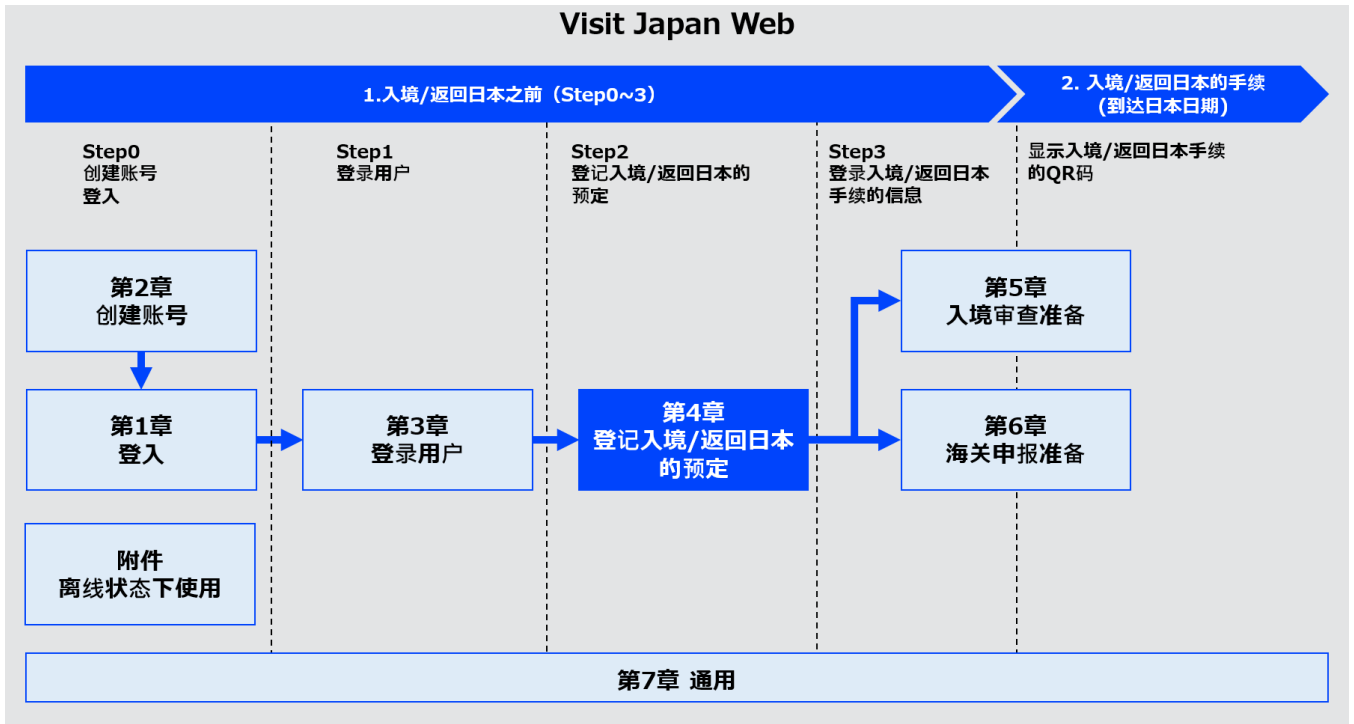 Visit Japan Web
1.入境/返回日本之前（Step0~3）
2. 入境/返回日本的手续
(到达日本日期)
Step0
创建账号
登入
Step1
登录用户
Step2
登记入境/返回日本的
预定
Step3
登录入境/返回日本
手续的信息
显示入境/返回日本手续
的QR码
第2章
创建账号
第5章
入境审查准备
第1章
登入
第3章
登录用户
第4章
登记入境/返回日本
的预定
第6章
海关申报准备
附件
离线状态下使用
第7章 通用